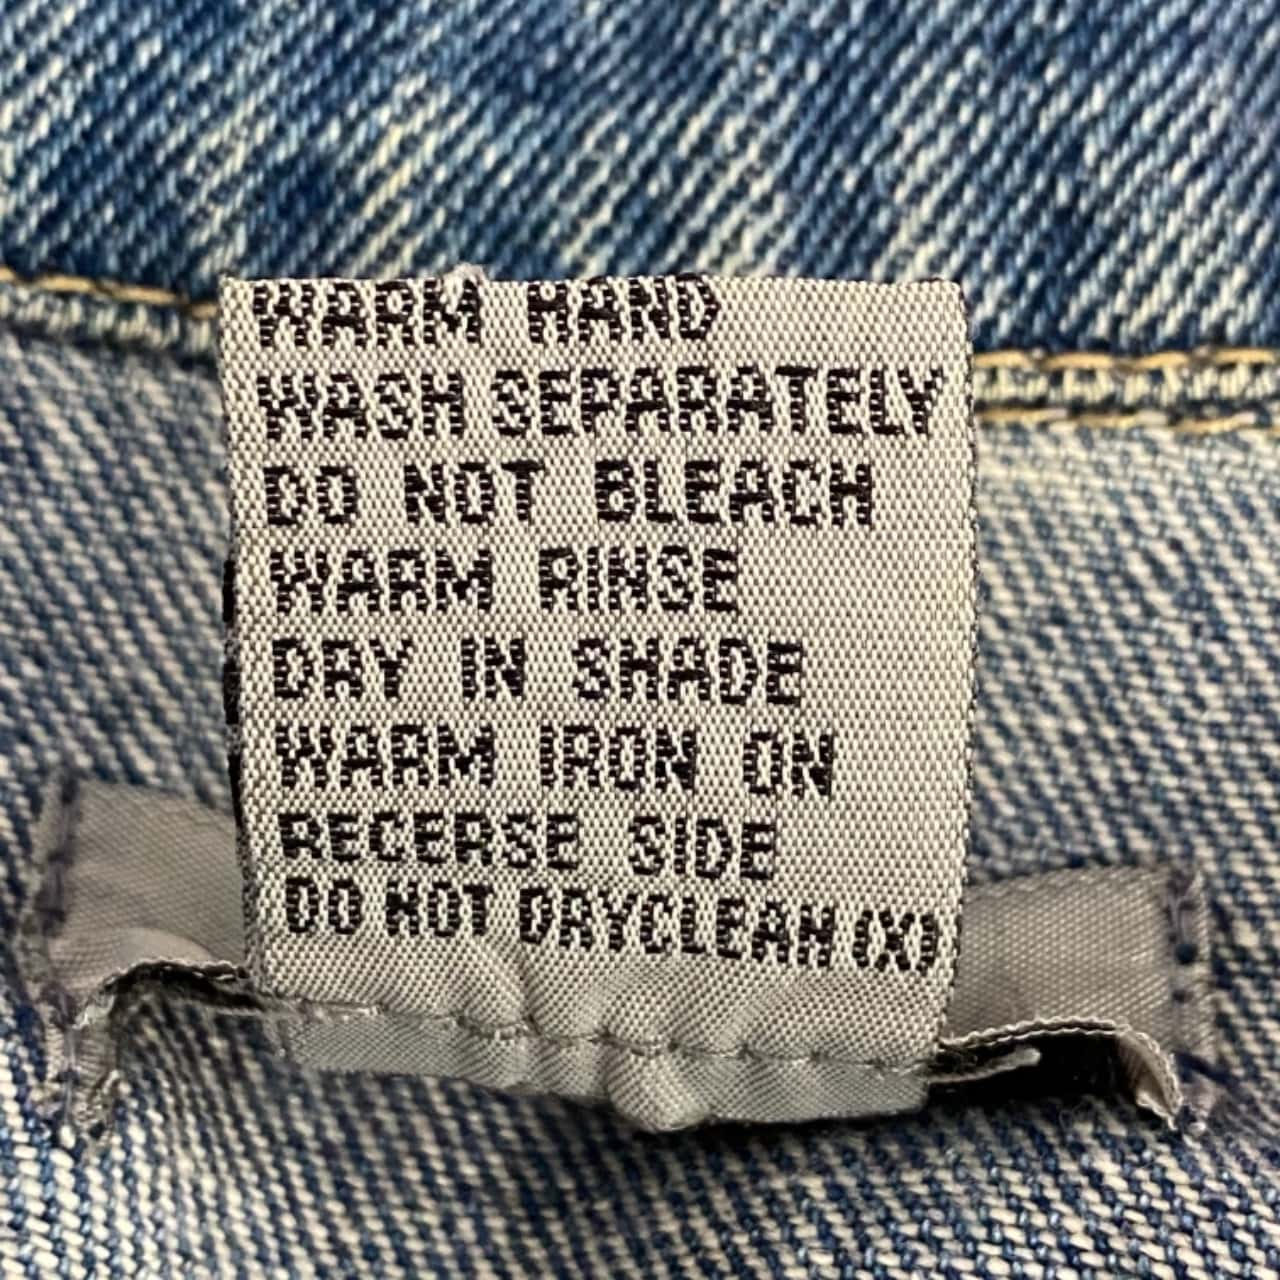 WARM HAND
WASH SEPARATELY
DO NOT BLEACH
WARM RINSE
DRY IN SHADE
WARM IRON ON
RECERSE SIDE
DO NOT DRYCLEAN (X)